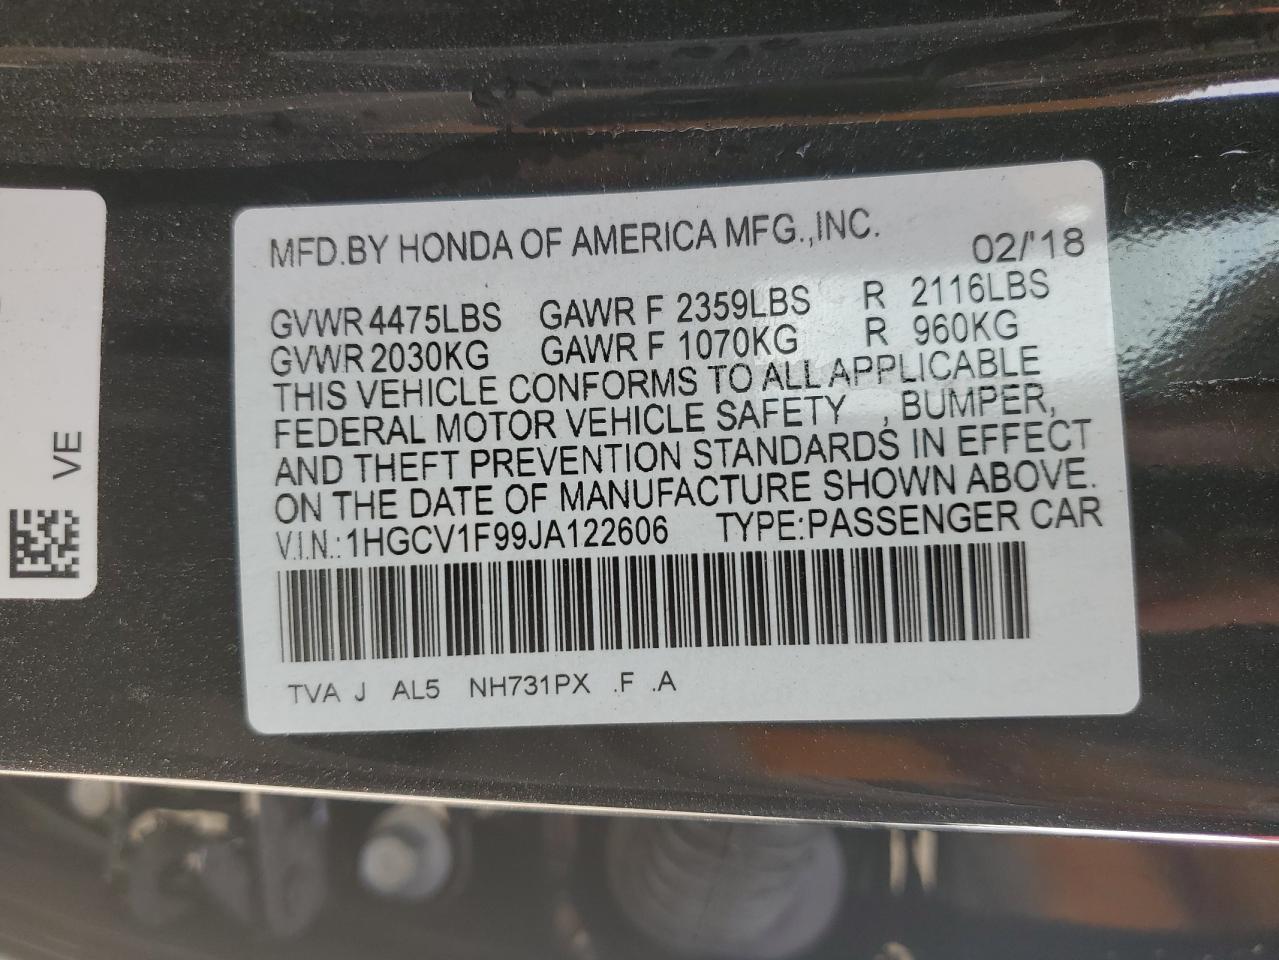 MFD.BY HONDA OF AMERICA MFG.,INC.
02/'18
GVWR 4475LBS GAWR F 2359LBS R 2116LBS
GVWR 2030KG GAWR F 1070KG R 960KG
THIS VEHICLE CONFORMS TO ALL APPLICABLE
FEDERAL MOTOR VEHICLE SAFETY , BUMPER,
AND THEFT PREVENTION STANDARDS IN EFFECT
ON THE DATE OF MANUFACTURE SHOWN ABOVE.
V.I.N.:1HGCV1F99JA122606 TYPE:PASSENGER CAR
TVA J AL5 NH731PX .F .A
VE